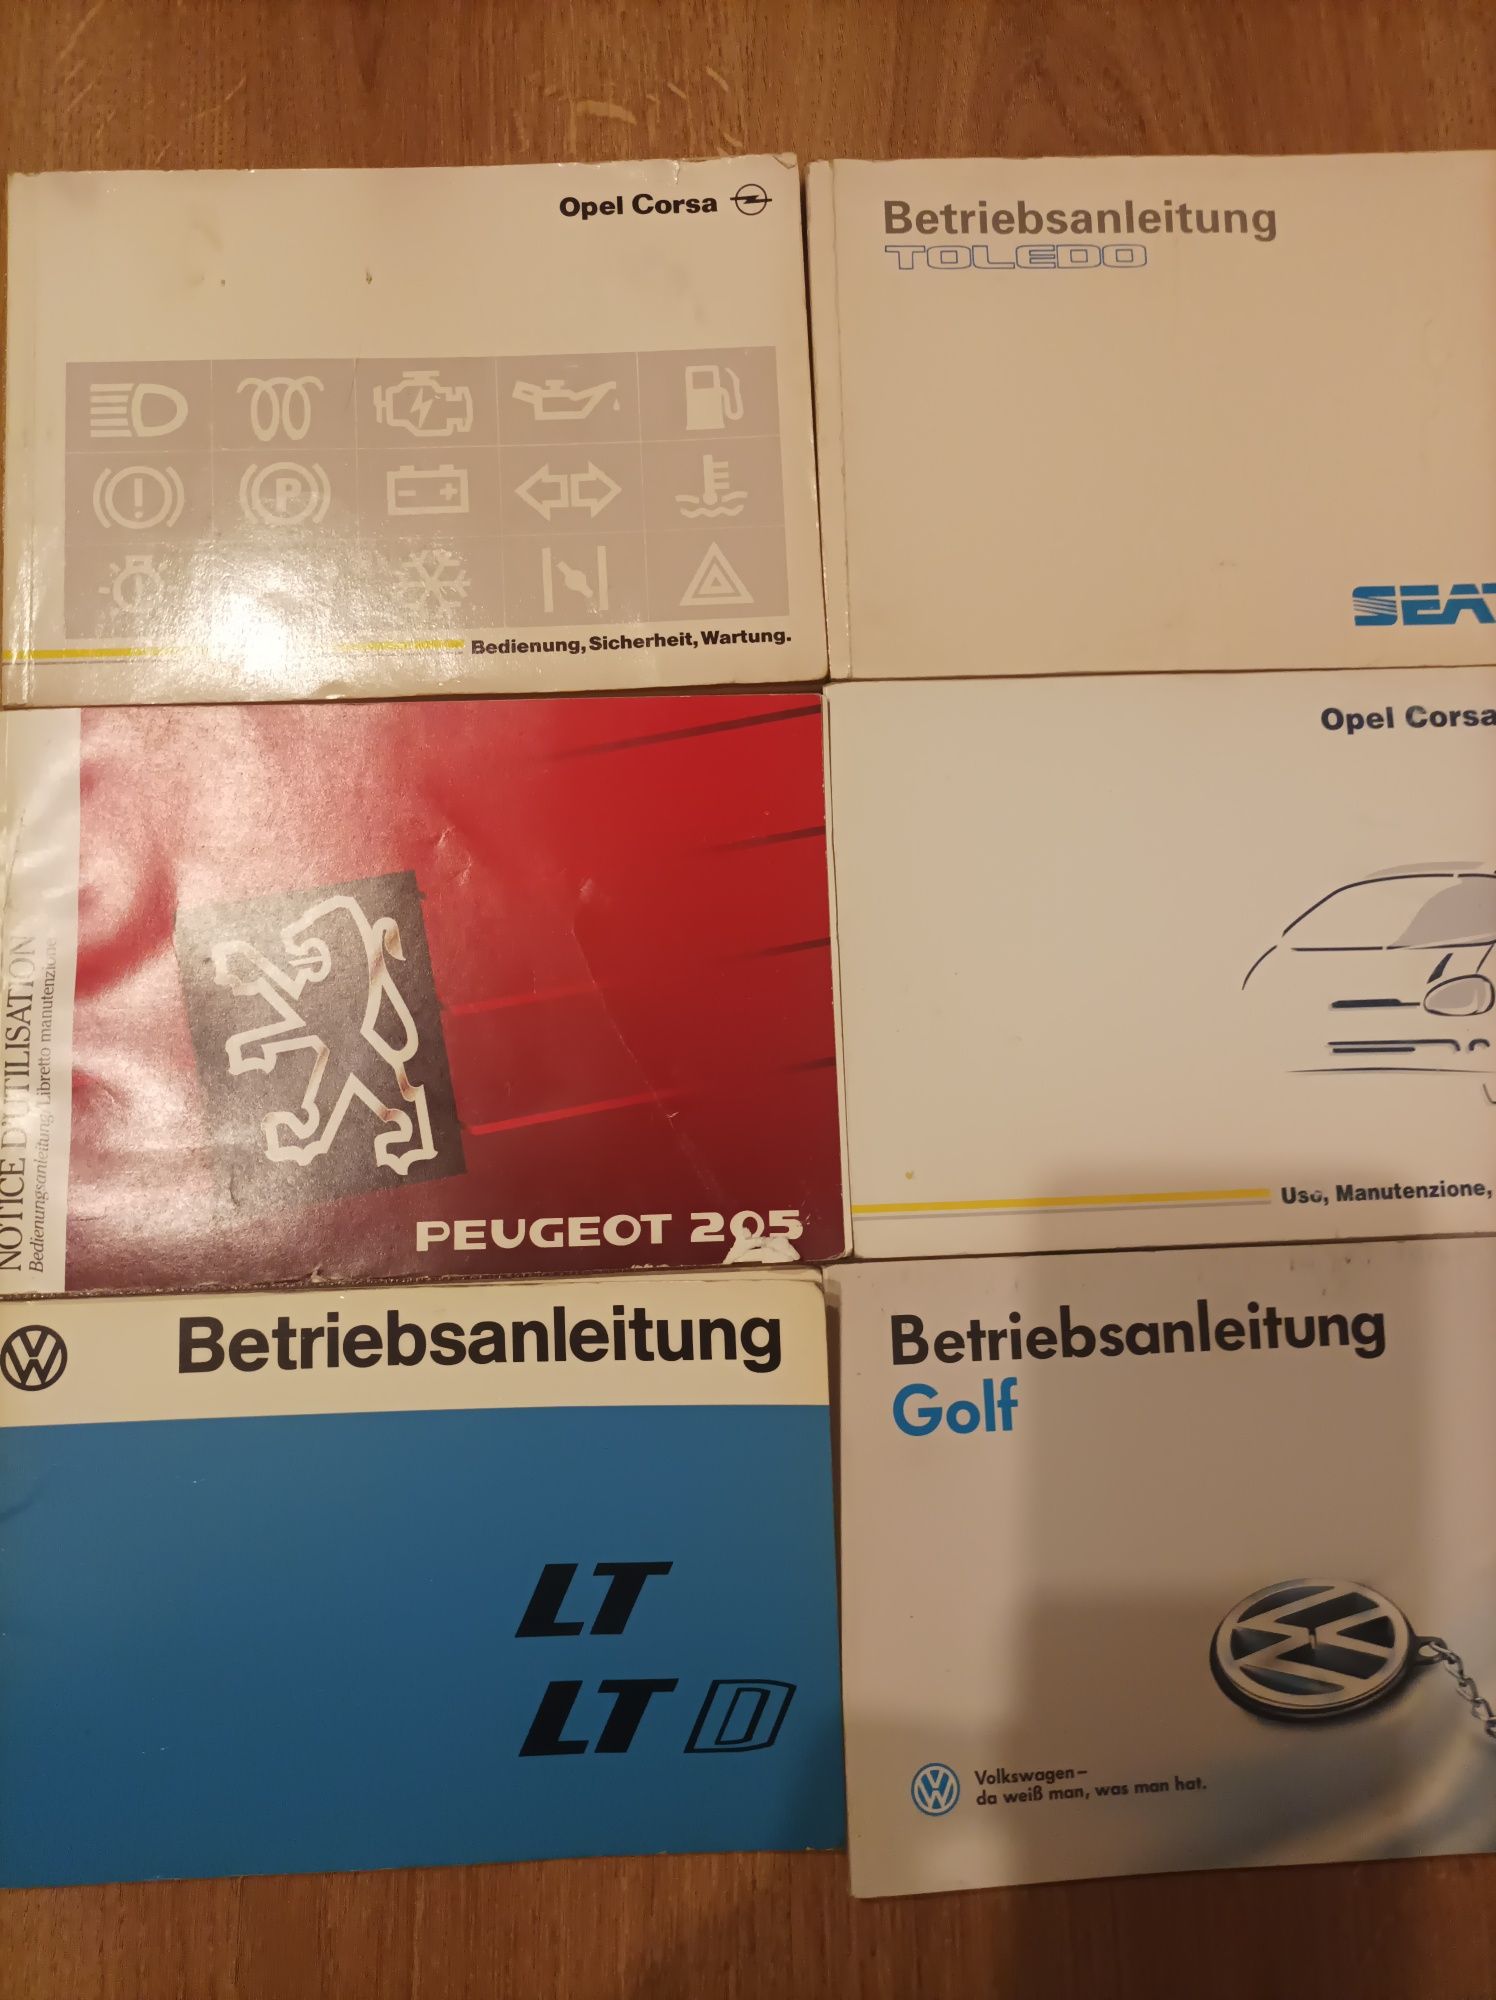 Opel Corsa
Bedienung, Sicherheit, Wartung.
Betriebsanleitung
TOLEDO
SEAT
NOTICE D'UTILISATION
Bedienungsanleitung/Libretto manutenzione
PEUGEOT 205
Opel Corsa
Uso, Manutenzione,
Betriebsanleitung
LT
LT D
Betriebsanleitung
Golf
Volkswagen–
da weiß man, was man hat.